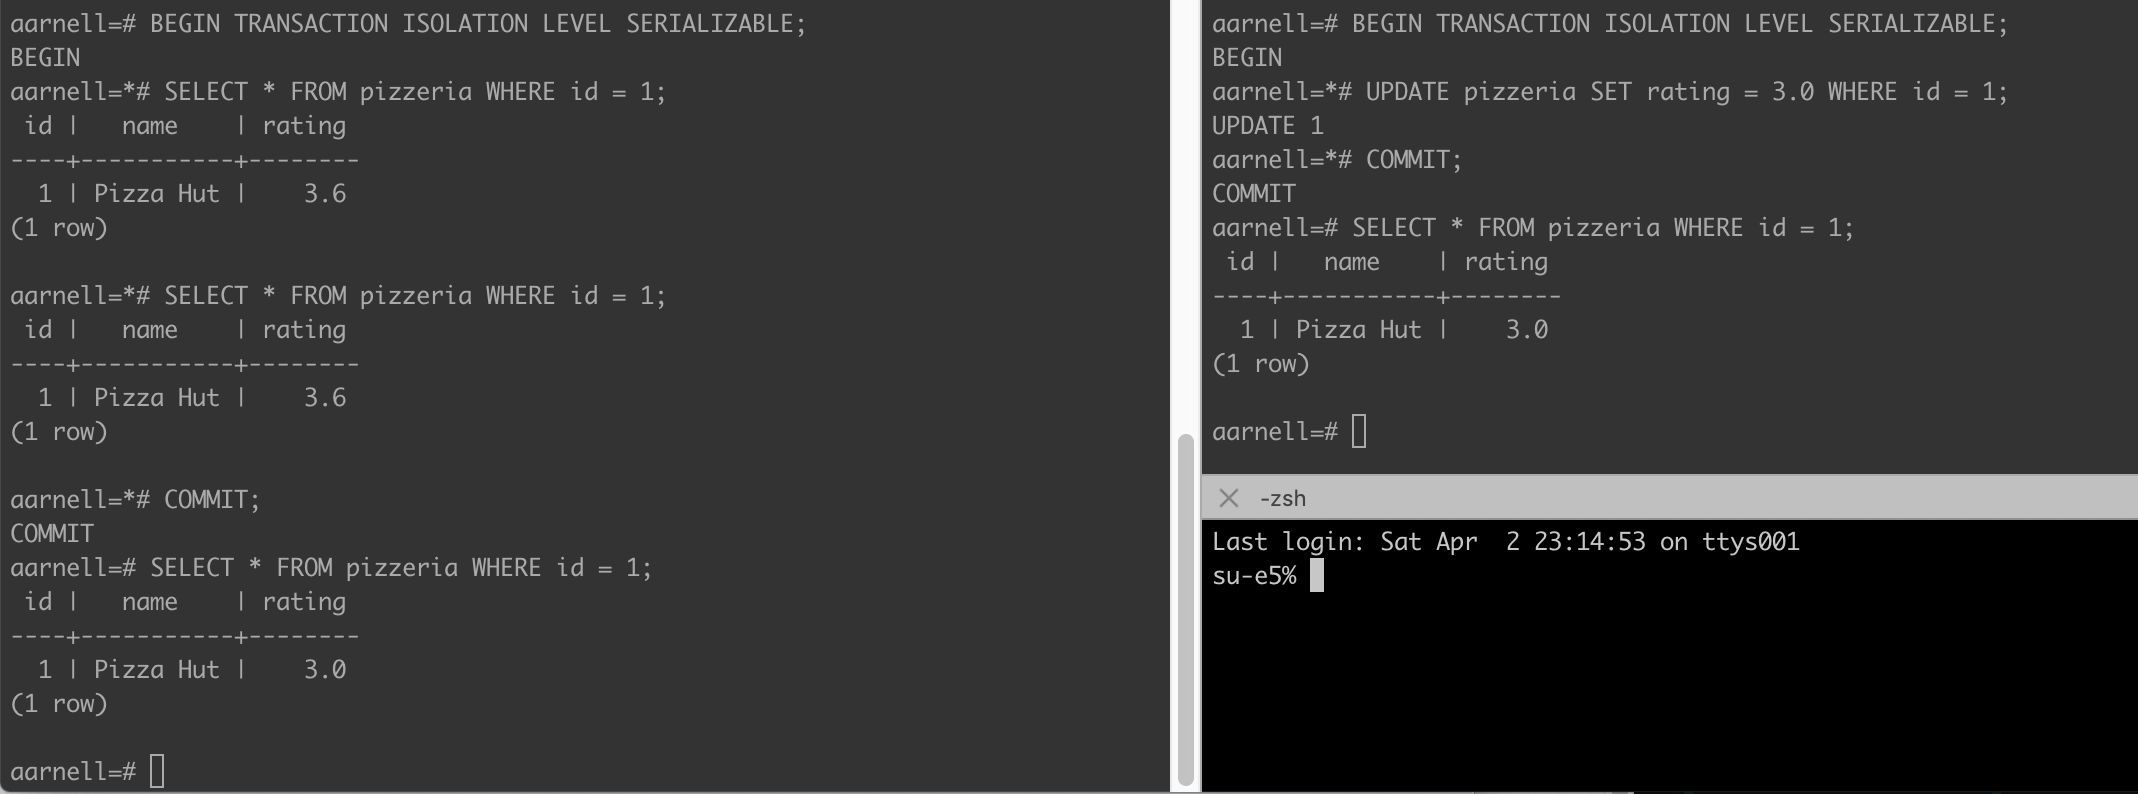 aarnell=# BEGIN TRANSACTION ISOLATION LEVEL SERIALIZABLE;
BEGIN
aarnell=*# SELECT * FROM pizzeria WHERE id = 1;
 id |   name    | rating
----+-----------+--------
  1 | Pizza Hut |    3.6
(1 row)

aarnell=*# SELECT * FROM pizzeria WHERE id = 1;
 id |   name    | rating
----+-----------+--------
  1 | Pizza Hut |    3.6
(1 row)

aarnell=*# COMMIT;
COMMIT
aarnell=# SELECT * FROM pizzeria WHERE id = 1;
 id |   name    | rating
----+-----------+--------
  1 | Pizza Hut |    3.0
(1 row)

aarnell=#
aarnell=# BEGIN TRANSACTION ISOLATION LEVEL SERIALIZABLE;
BEGIN
aarnell=*# UPDATE pizzeria SET rating = 3.0 WHERE id = 1;
UPDATE 1
aarnell=*# COMMIT;
COMMIT
aarnell=# SELECT * FROM pizzeria WHERE id = 1;
 id |   name    | rating
----+-----------+--------
  1 | Pizza Hut |    3.0
(1 row)

aarnell=#
-zsh
Last login: Sat Apr  2 23:14:53 on ttys001
su-e5%